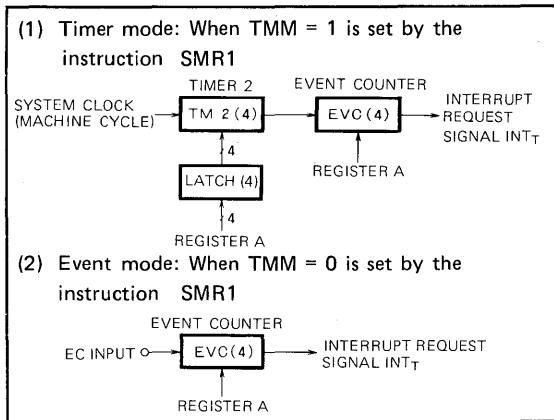 (1) Timer mode: When TMM = 1 is set by the
instruction SMR1
TIMER 2
EVENT COUNTER
SYSTEM CLOCK
(MACHINE CYCLE)
TM 2 (4)
EVC (4)
INTERRUPT
REQUEST
SIGNAL INT_T
4
REGISTER A
LATCH (4)
4
REGISTER A
(2) Event mode: When TMM = 0 is set by the
instruction SMR1
EVENT COUNTER
EC INPUT
EVC (4)
INTERRUPT REQUEST
SIGNAL INT_T
REGISTER A